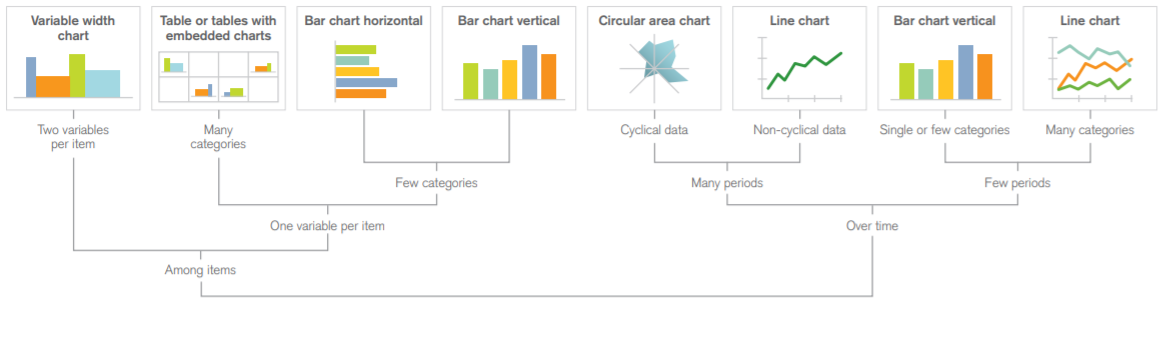 Variable width
chart
Table or tables with
embedded charts
Bar chart horizontal
Bar chart vertical
Circular area chart
Line chart
Bar chart vertical
Line chart
Two variables
per item
Many
categories
Cyclical data
Non-cyclical data
Single or few categories
Many categories
Few categories
Many periods
Few periods
One variable per item
Over time
Among items